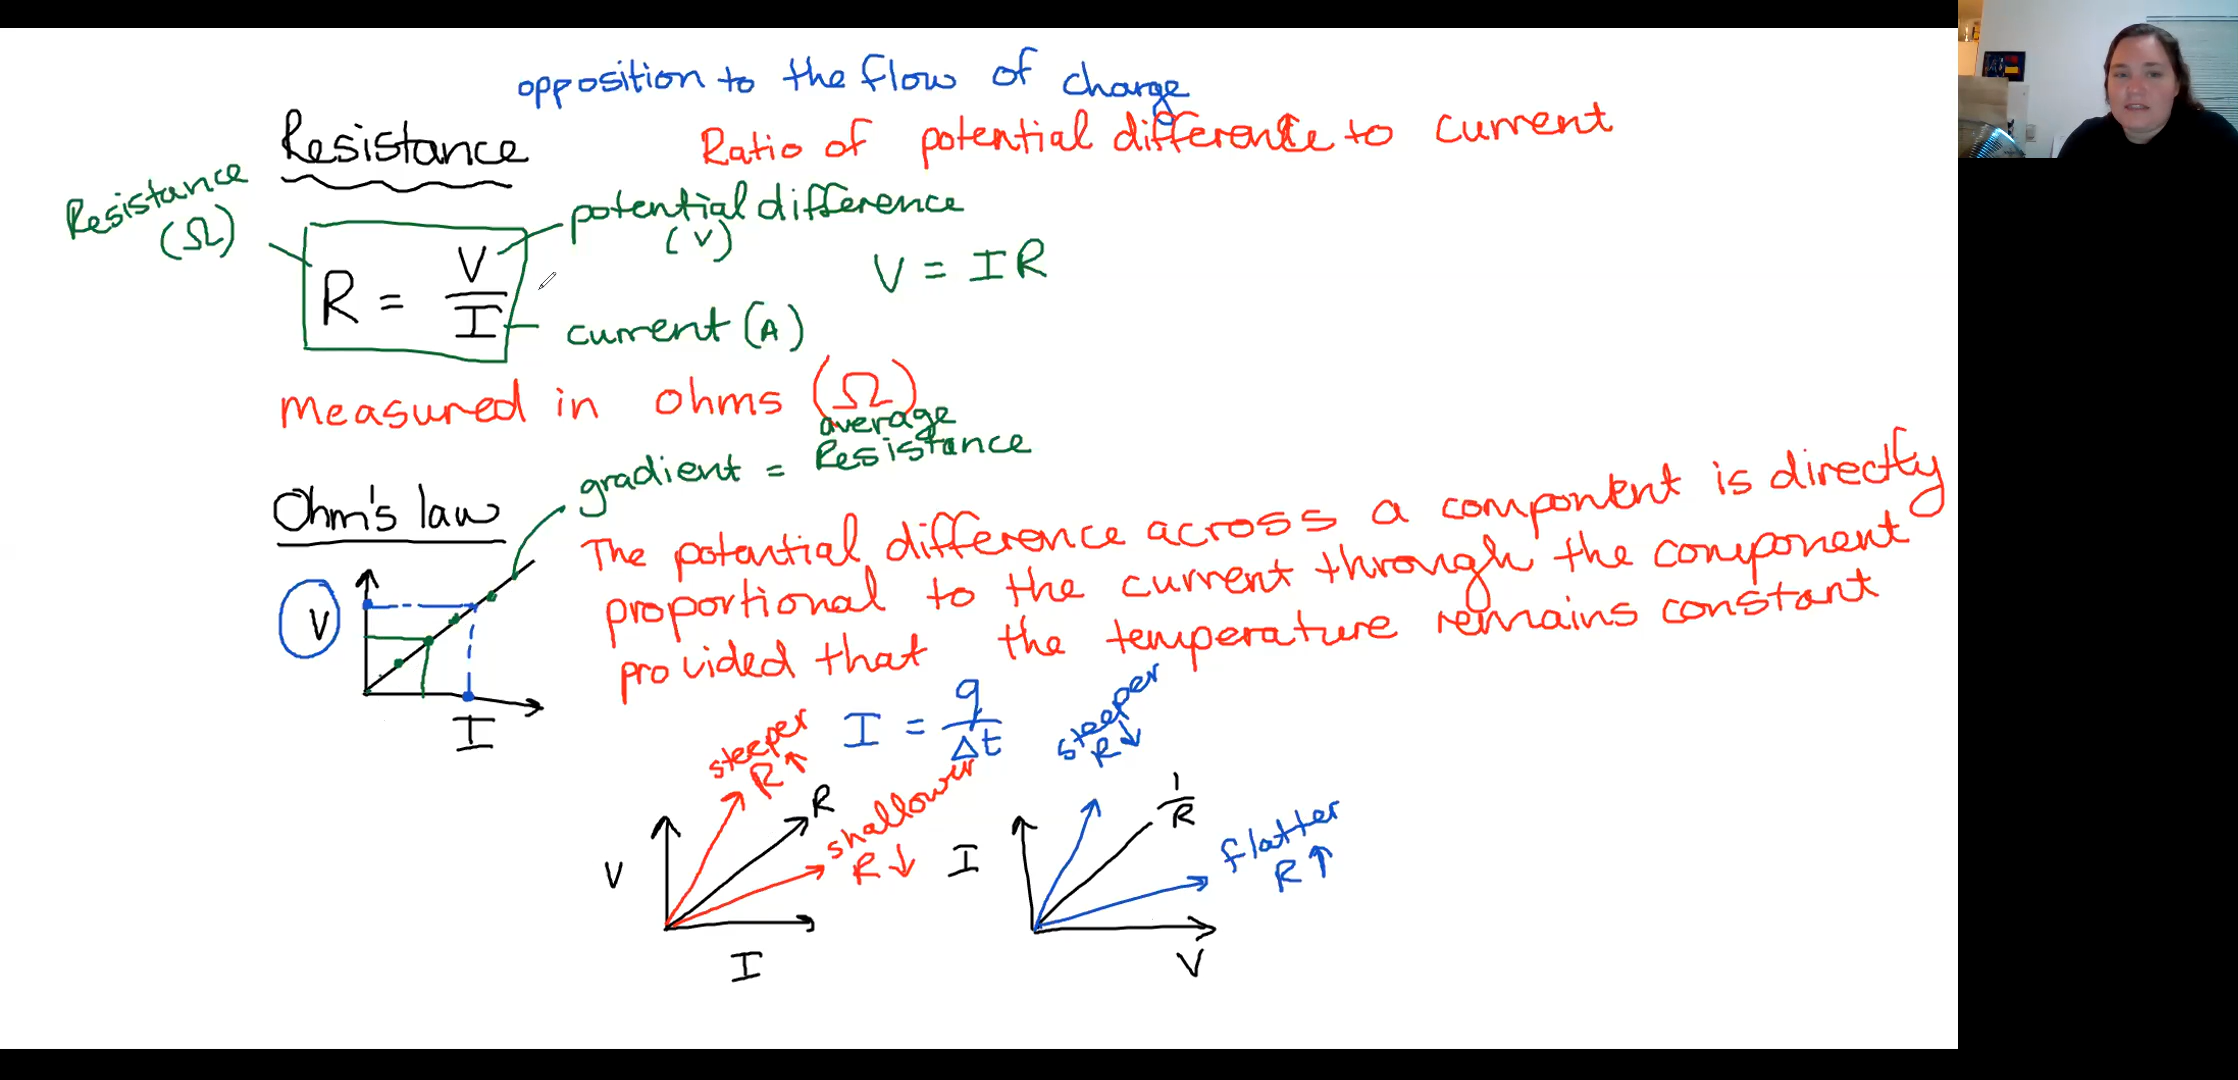 opposition to the flow of charge
Resistance
Ratio of potential difference to current
Resistance
(Ω)
potential difference
(V)
R = V/I
V = IR
current (A)
measured in ohms (Ω)
average
gradient = Resistance
Ohm's law
The potential difference across a component is directly
proportional to the current through the component
provided that the temperature remains constant
V
I
I = q/Δt
steeper
R↑
R
shallower
R↓
V
I
steeper
R↓
1/R
flatter
R↑
I
V